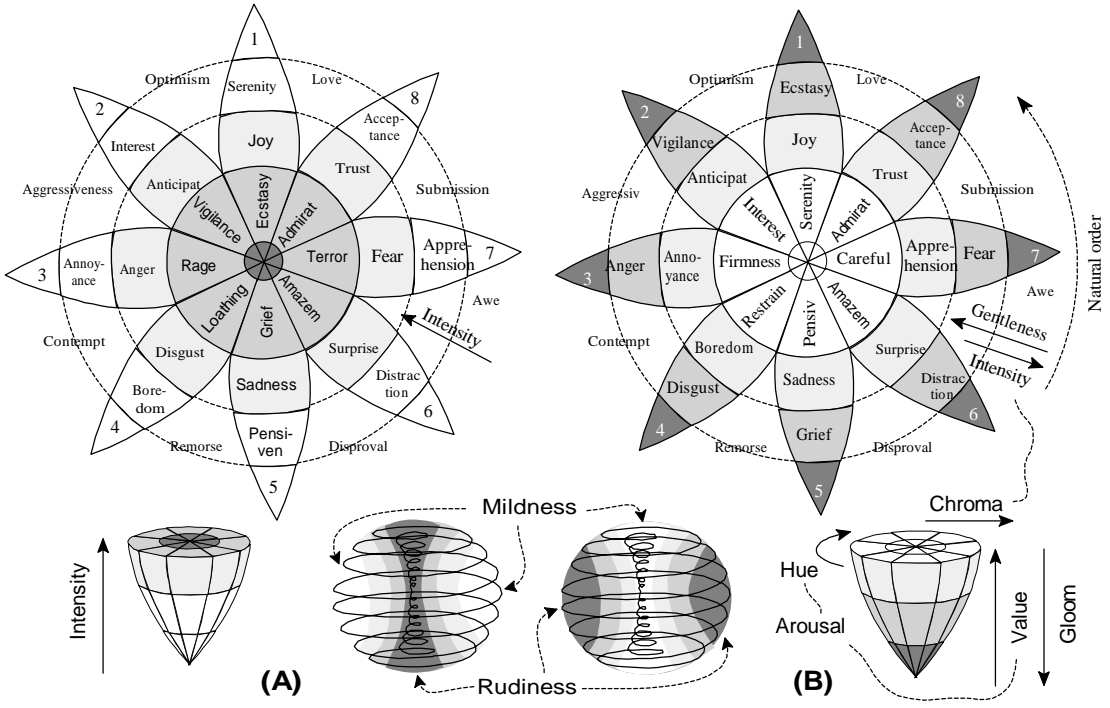 1
Optimism
Love
2
Serenity
8
Accep-
tance
Interest
Joy
Trust
Anticipat
Aggressiveness
Submission
Vigilance
Ecstasy
Admirat
3
Annoy-
ance
Anger
Rage
Terror
Fear
Appre-
hension
7
Awe
Loathing
Grief
Amazem
Intensity
Contempt
Disgust
Surprise
Sadness
Distrac
tion
Bore-
dom
4
6
Remorse
Pensi-
ven
Disproval
5
1
Optimism
Love
2
Ecstasy
8
Accep-
tance
Vigilance
Joy
Trust
Anticipat
Aggressiv
Submission
Interest
Serenity
Admirat
3
Anger
Anno-
yance
Firmness
Careful
Appre-
hension
Fear
7
Awe
Natural order
Restrain
Pensiv
Amazem
Gentleness
Intensity
Contempt
Boredom
Surprise
Disgust
Sadness
Distrac
tion
4
6
Remorse
Grief
Disproval
5
Intensity
(A)
Mildness
Rudiness
Chroma
Hue
Arousal
Value
Gloom
(B)